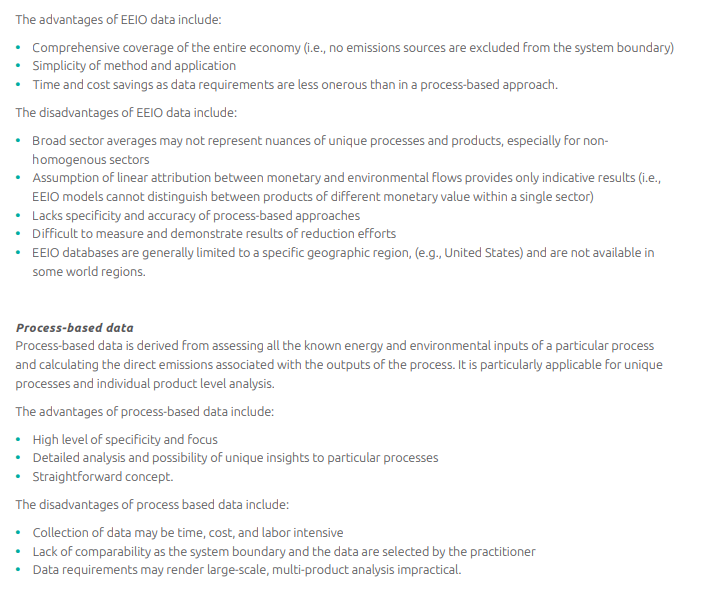 The advantages of EEIO data include:
• Comprehensive coverage of the entire economy (i.e., no emissions sources are excluded from the system boundary)
• Simplicity of method and application
• Time and cost savings as data requirements are less onerous than in a process-based approach.
The disadvantages of EEIO data include:
• Broad sector averages may not represent nuances of unique processes and products, especially for non-
homogenous sectors
• Assumption of linear attribution between monetary and environmental flows provides only indicative results (i.e.,
EEIO models cannot distinguish between products of different monetary value within a single sector)
• Lacks specificity and accuracy of process-based approaches
• Difficult to measure and demonstrate results of reduction efforts
• EEIO databases are generally limited to a specific geographic region, (e.g., United States) and are not available in
some world regions.
Process-based data
Process-based data is derived from assessing all the known energy and environmental inputs of a particular process
and calculating the direct emissions associated with the outputs of the process. It is particularly applicable for unique
processes and individual product level analysis.
The advantages of process-based data include:
• High level of specificity and focus
• Detailed analysis and possibility of unique insights to particular processes
• Straightforward concept.
The disadvantages of process based data include:
• Collection of data may be time, cost, and labor intensive
• Lack of comparability as the system boundary and the data are selected by the practitioner
• Data requirements may render large-scale, multi-product analysis impractical.